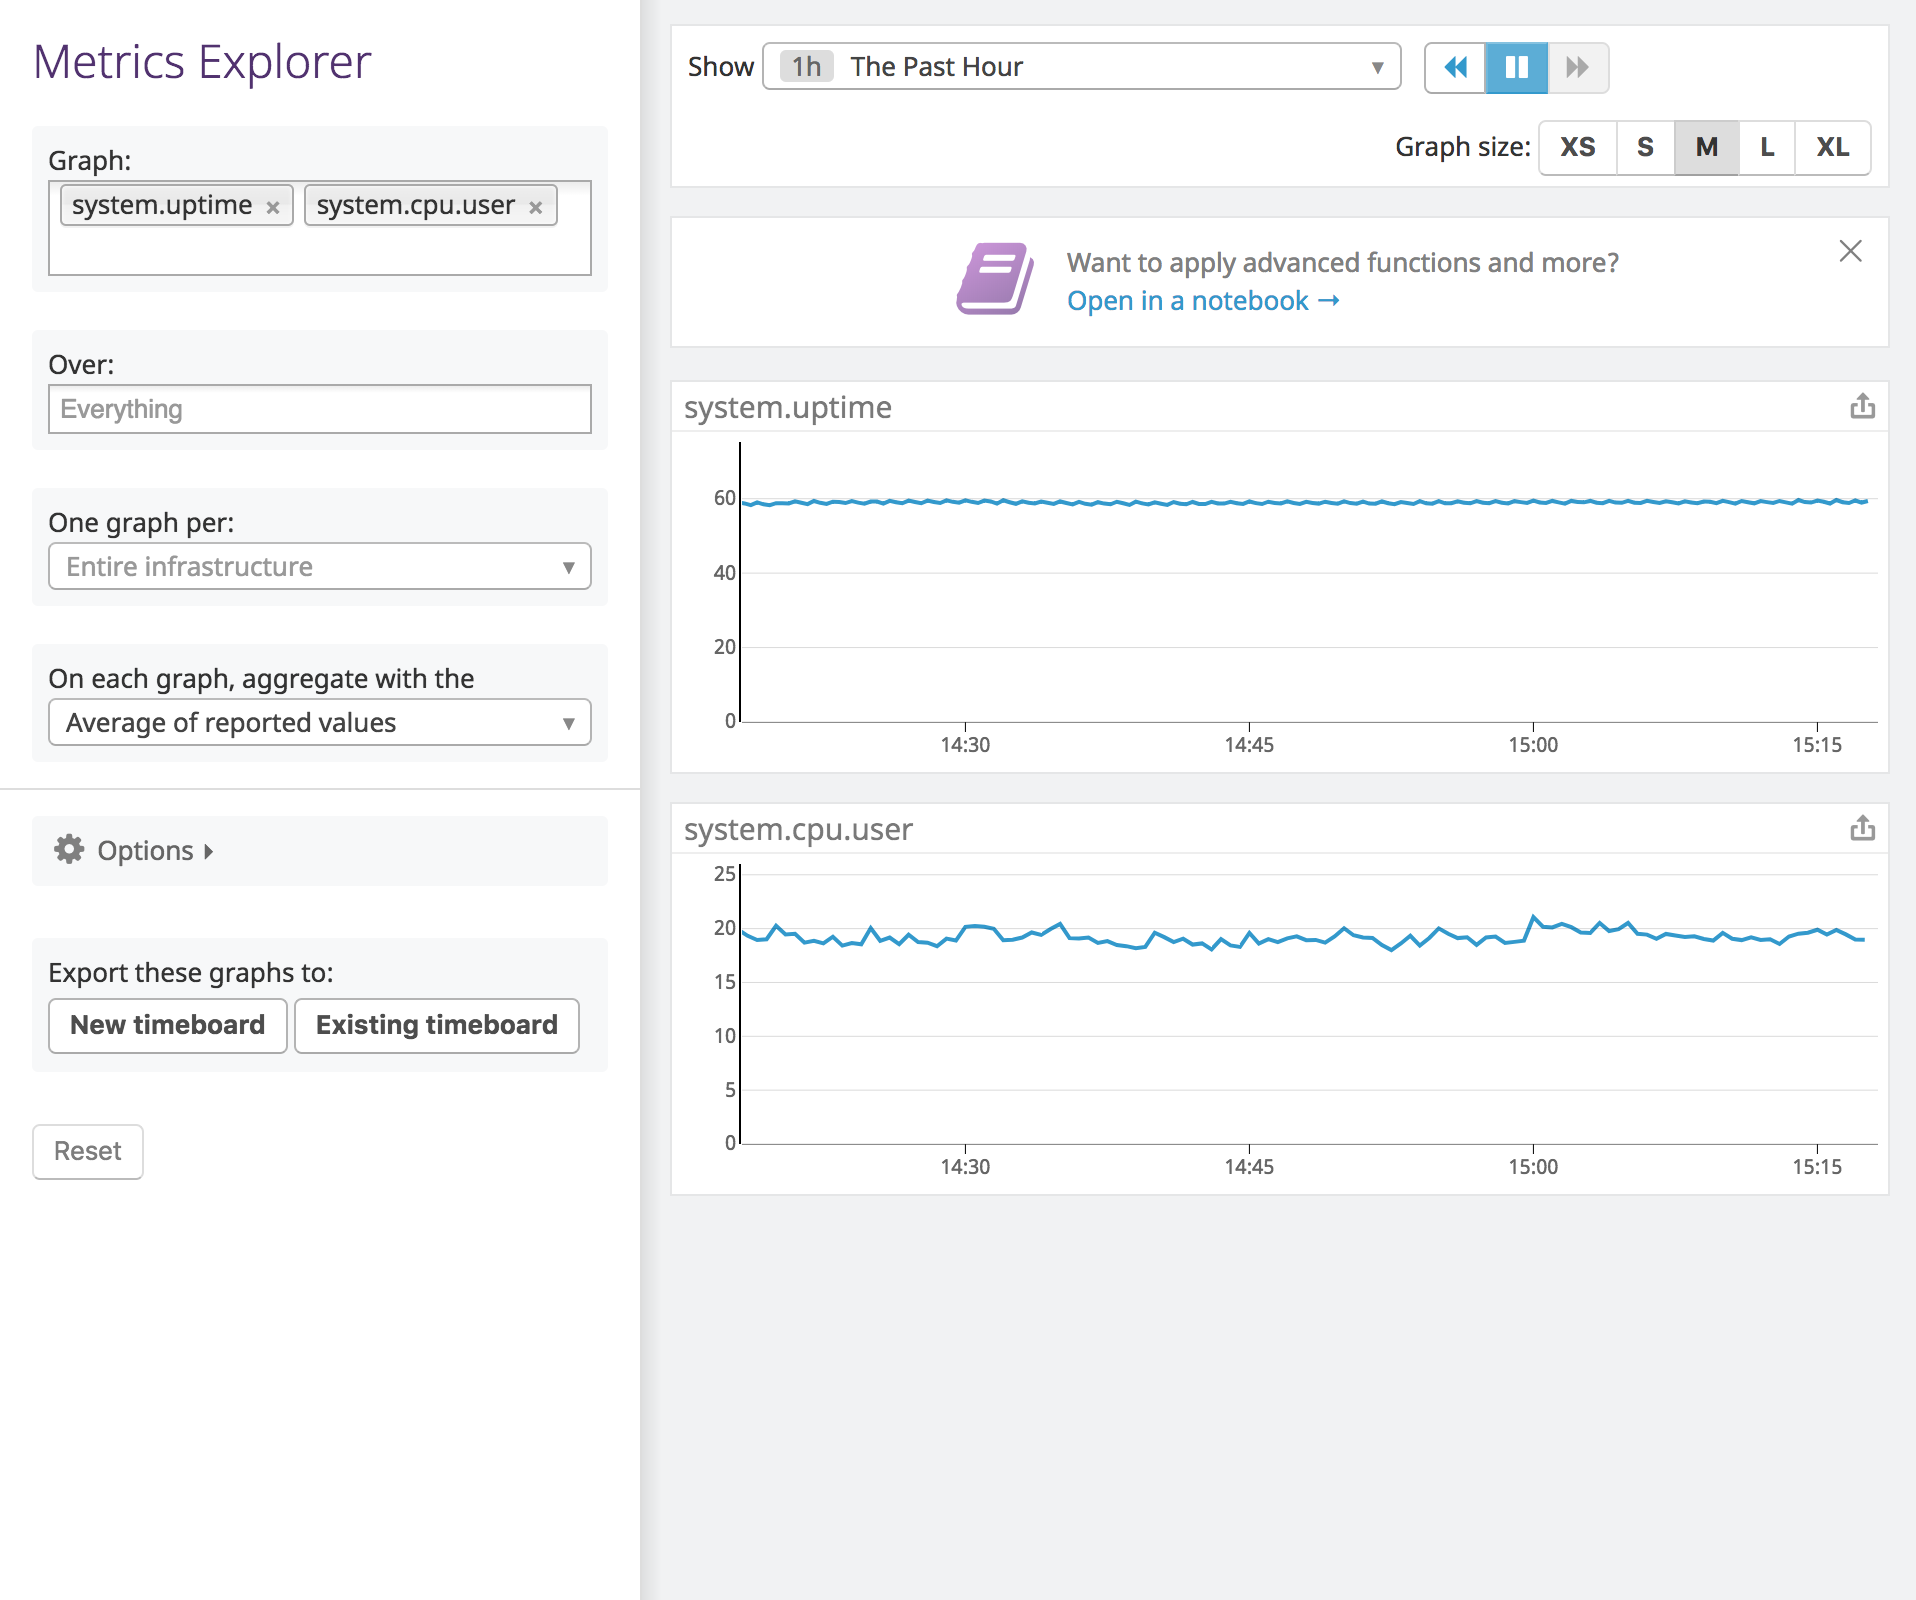 Metrics Explorer
Graph:
system.uptime × system.cpu.user ×
Over:
Everything
One graph per:
Entire infrastructure
On each graph, aggregate with the
Average of reported values
Options
Export these graphs to:
New timeboard Existing timeboard
Reset
Show 1h The Past Hour
Graph size: XS S M L XL
Want to apply advanced functions and more?
Open in a notebook →
system.uptime
60
40
20
0
14:30 14:45 15:00 15:15
system.cpu.user
25
20
15
10
5
0
14:30 14:45 15:00 15:15